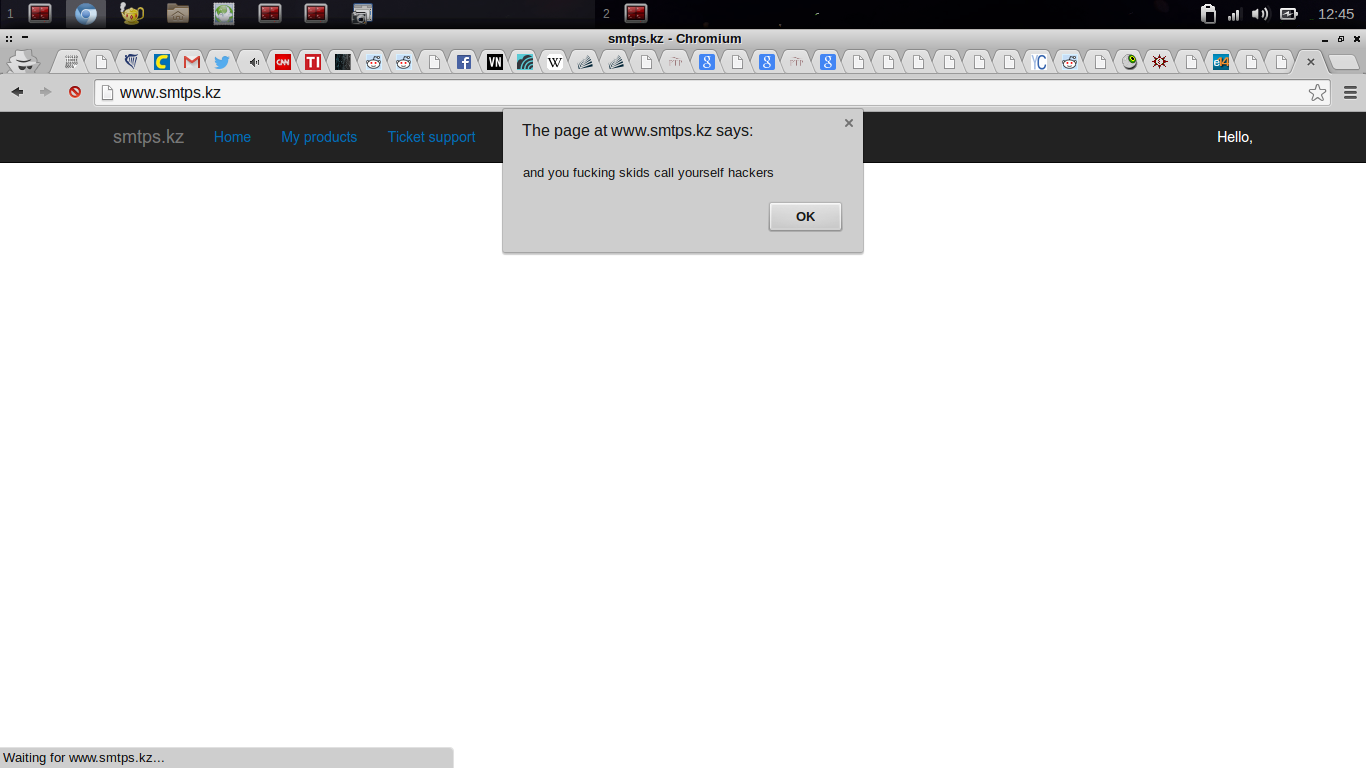 1 2 12:45
smtps.kz - Chromium
www.smtps.kz
smtps.kz Home My products Ticket support Hello,
The page at www.smtps.kz says:
and you fucking skids call yourself hackers
OK
Waiting for www.smtps.kz...